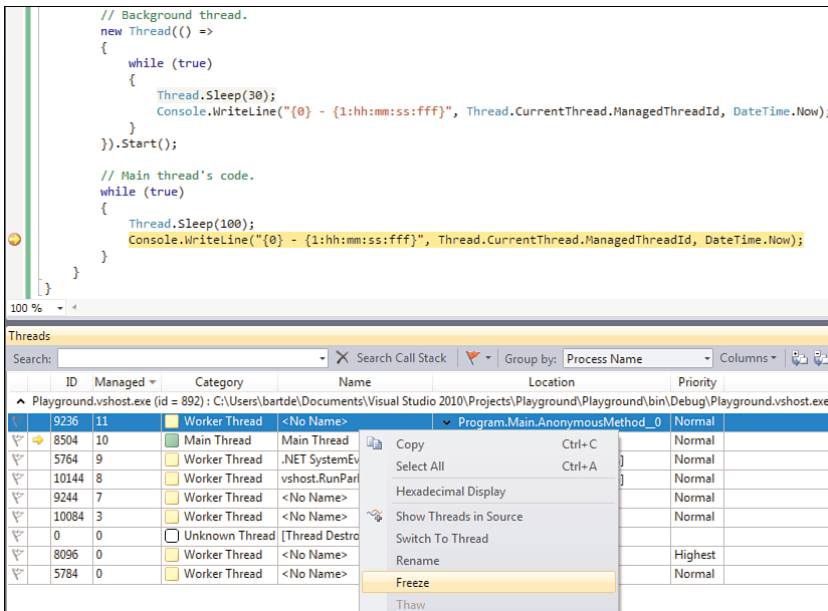 // Background thread.
new Thread(() =>
{
while (true)
{
Thread.Sleep(30);
Console.WriteLine("{0} - {1:hh:mm:ss:fff}", Thread.CurrentThread.ManagedThreadId, DateTime.Now);
}
}).Start();
// Main thread's code.
while (true)
{
Thread.Sleep(100);
Console.WriteLine("{0} - {1:hh:mm:ss:fff}", Thread.CurrentThread.ManagedThreadId, DateTime.Now);
}
}
}
100 %
Threads
Search: Search Call Stack Group by: Process Name Columns
ID Managed Category Name Location Priority
Playground.vshost.exe (id = 892) : C:\Users\bartde\Documents\Visual Studio 2010\Projects\Playground\Playground\bin\Debug\Playground.vshost.exe
9236 11 Worker Thread <No Name> Program.Main.AnonymousMethod__0 Normal
8504 10 Main Thread Main Thread Normal
5764 9 Worker Thread .NET SystemEv ] Normal
10144 8 Worker Thread vshost.RunParl ] Normal
9244 7 Worker Thread <No Name> Normal
10084 3 Worker Thread <No Name> Normal
0 0 Unknown Thread [Thread Destro
8096 0 Worker Thread <No Name> Highest
5784 0 Worker Thread <No Name> Normal
Copy Ctrl+C
Select All Ctrl+A
Hexadecimal Display
Show Threads in Source
Switch To Thread
Rename
Freeze
Thaw